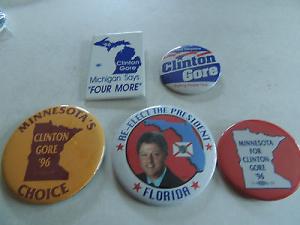 '96
Clinton
Gore
Michigan Says
"FOUR MORE"
Clinton
Gore
MINNESOTA'S
CLINTON
GORE '96
CHOICE
RE-ELECT THE PRESIDENT
FLORIDA
MINNESOTA
FOR
CLINTON
GORE
'96